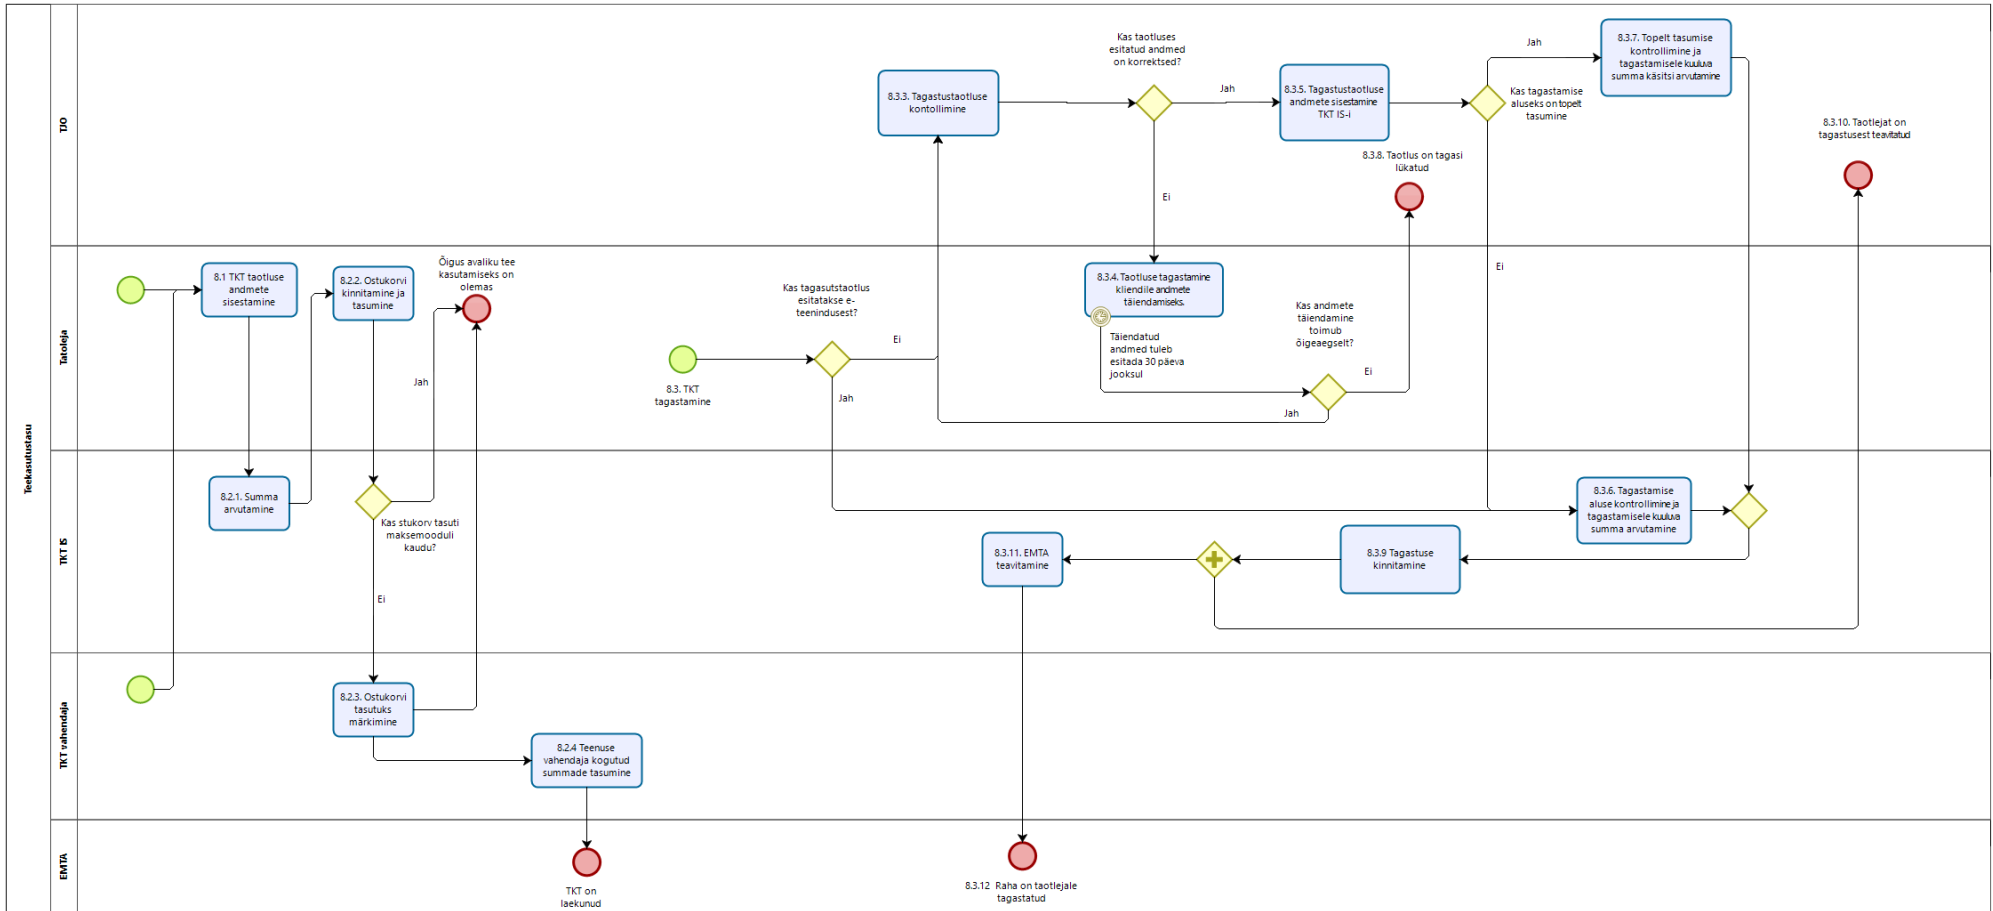 Teekasutustasu
TJO
Kas taotluses
esitatud andmed
on korrektsed?
8.3.3. Tagastustaotluse
kontollimine
Jah
8.3.5. Tagastustaotluse
andmete sisestamine
TKT IS-i
Jah
8.3.7. Topelt tasumise
kontrollimine ja
tagastamisele kuuluva
summa käsitsi arvutamine
Kas tagastamise
aluseks on topelt
tasumine
8.3.10. Taotlejat on
tagastusest teavitatud
8.3.8. Taotlus on tagasi
lükatud
Ei
Tatoleja
8.1 TKT taotluse
andmete
sisestamine
8.2.2. Ostukorvi
kinnitamine ja
tasumine
Õigus avaliku tee
kasutamiseks on
olemas
Jah
8.3. TKT
tagastamine
Kas tagasutstaotlus
esitatakse e-
teenindusest?
Ei
Jah
8.3.4. Taotluse tagastamine
kliendile andmete
täiendamiseks.
Täiendatud
andmed tuleb
esitada 30 päeva
jooksul
Kas andmete
täiendamine
toimub
õigeaegselt?
Ei
Jah
Ei
TKT IS
8.2.1. Summa
arvutamine
Kas stukorv tasuti
maksemooduli
kaudu?
Ei
8.3.11. EMTA
teavitamine
8.3.9 Tagastuse
kinnitamine
8.3.6. Tagastamise
aluse kontrollimine ja
tagastamisele kuuluva
summa arvutamine
TKT vahendaja
8.2.3. Ostukorvi
tasutuks
märkimine
8.2.4 Teenuse
vahendaja kogutud
summade tasumine
EMTA
TKT on
laekunud
8.3.12 Raha on taotlejale
tagastatud